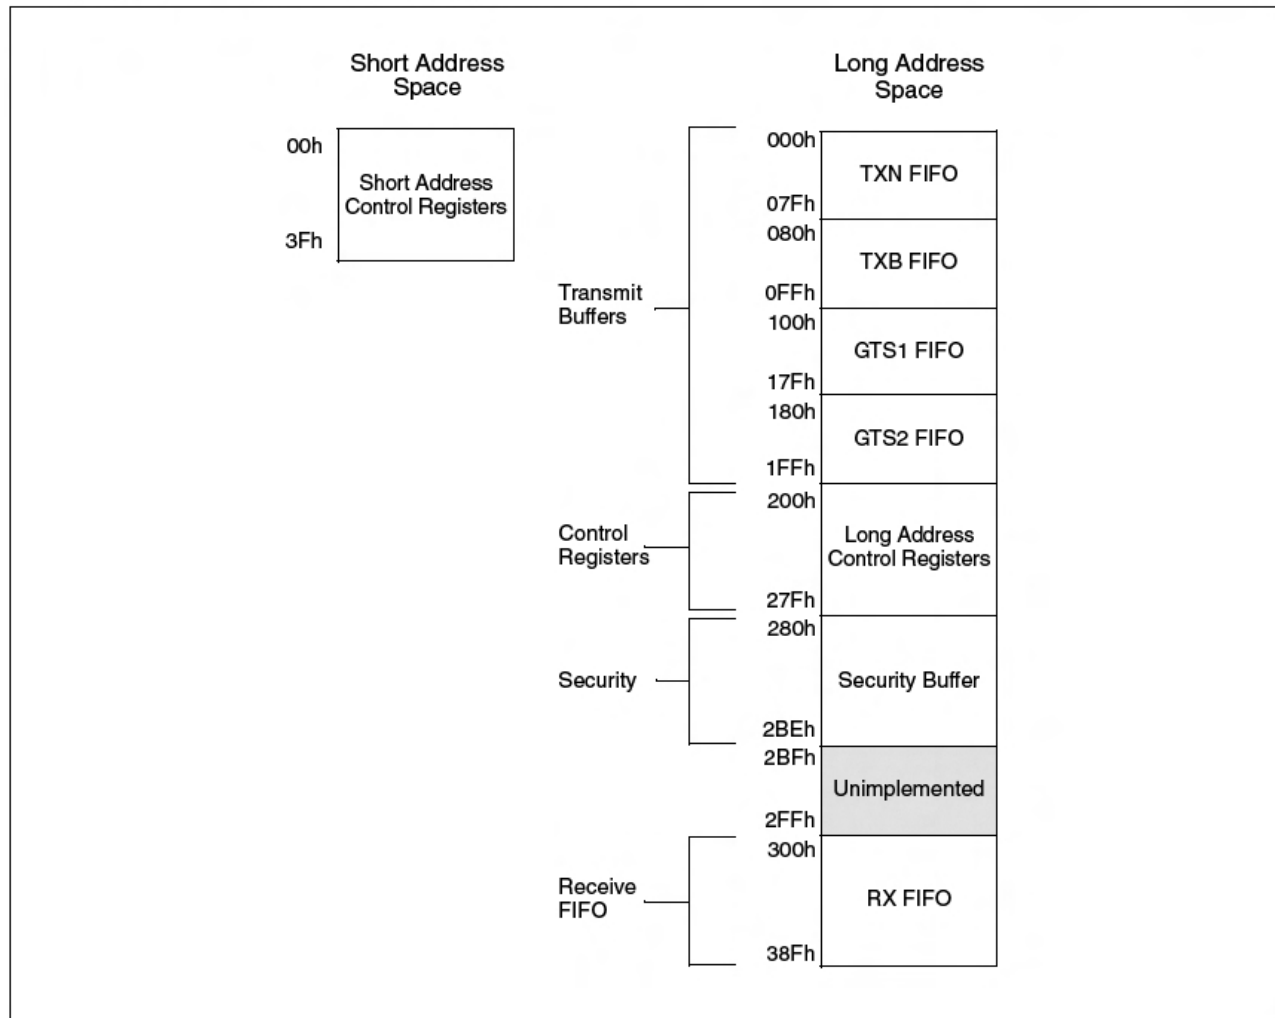 Short Address
Space
00h
Short Address
Control Registers
3Fh
Long Address
Space
Transmit
Buffers
000h
TXN FIFO
07Fh
080h
TXB FIFO
0FFh
100h
GTS1 FIFO
17Fh
180h
GTS2 FIFO
1FFh
Control
Registers
200h
Long Address
Control Registers
27Fh
Security
280h
Security Buffer
2BEh
2BFh
Unimplemented
2FFh
Receive
FIFO
300h
RX FIFO
38Fh